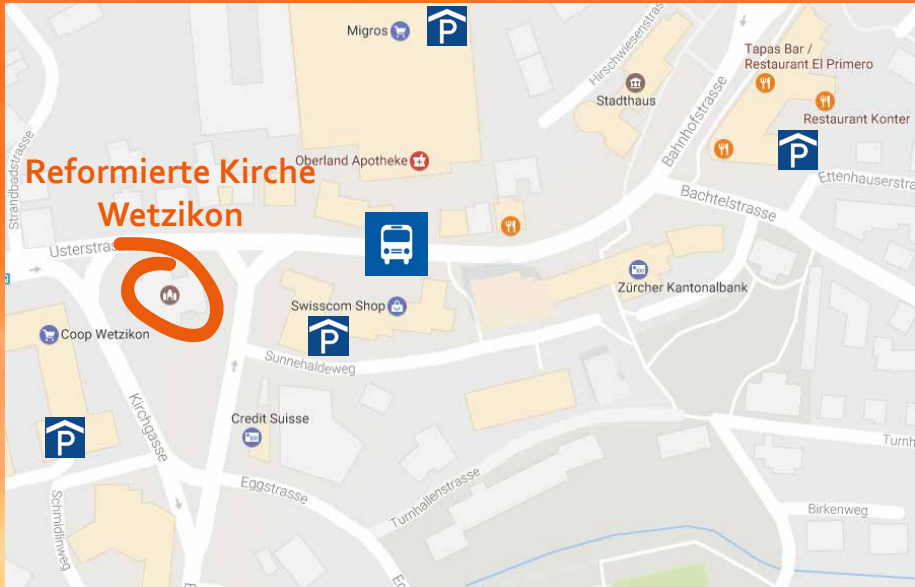 Migros
P
Hirschwiesenstrasse
Tapas Bar /
Restaurant El Primero
Stadthaus
Restaurant Konter
Strandbadstrasse
Oberland Apotheke
Bahnhofstrasse
P
Reformierte Kirche
Wetzikon
Ettenhauserstra
Bachtelstrasse
Usterstras
Zürcher Kantonalbank
Swisscom Shop
Coop Wetzikon
P
Sunnehaldeweg
Kirchgasse
Credit Suisse
P
Turnh
Eggstrasse
Turnhallenstrasse
Schmidlinweg
Birkenweg